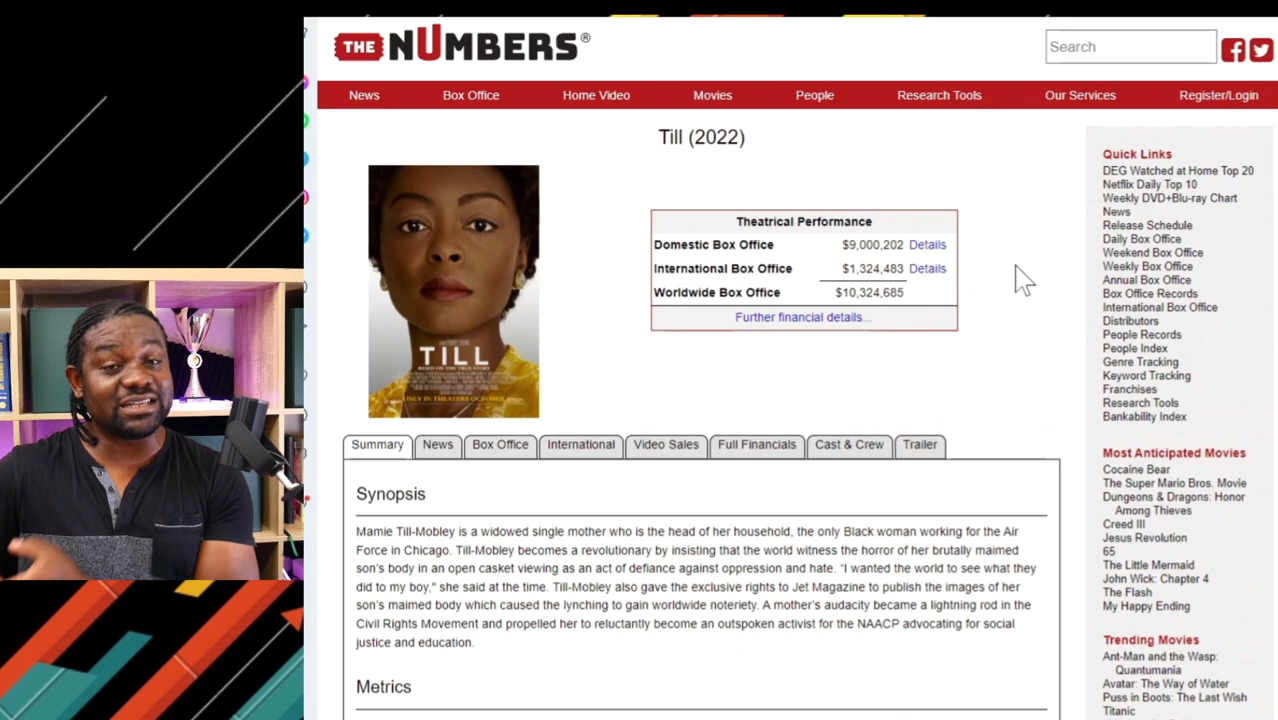 THE NUMBERS®
Search
News Box Office Home Video Movies People Research Tools Our Services Register/Login
Till (2022)
TILL
BASED ON THE TRUE STORY
ONLY IN THEATERS OCTOBER
Theatrical Performance
Domestic Box Office $9,000,202 Details
International Box Office $1,324,483 Details
Worldwide Box Office $10,324,685
Further financial details...
Summary News Box Office International Video Sales Full Financials Cast & Crew Trailer
Synopsis
Mamie Till-Mobley is a widowed single mother who is the head of her household, the only Black woman working for the Air
Force in Chicago. Till-Mobley becomes a revolutionary by insisting that the world witness the horror of her brutally maimed
son's body in an open casket viewing as an act of defiance against oppression and hate. “I wanted the world to see what they
did to my boy,” she said at the time. Till-Mobley also gave the exclusive rights to Jet Magazine to publish the images of her
son's maimed body which caused the lynching to gain worldwide noteriety. A mother's audacity became a lightning rod in the
Civil Rights Movement and propelled her to reluctantly become an outspoken activist for the NAACP advocating for social
justice and education.
Metrics
Quick Links
DEG Watched at Home Top 20
Netflix Daily Top 10
Weekly DVD+Blu-ray Chart
News
Release Schedule
Daily Box Office
Weekend Box Office
Weekly Box Office
Annual Box Office
Box Office Records
International Box Office
Distributors
People Records
People Index
Genre Tracking
Keyword Tracking
Franchises
Research Tools
Bankability Index
Most Anticipated Movies
Cocaine Bear
The Super Mario Bros. Movie
Dungeons & Dragons: Honor
Among Thieves
Creed III
Jesus Revolution
65
The Little Mermaid
John Wick: Chapter 4
The Flash
My Happy Ending
Trending Movies
Ant-Man and the Wasp:
Quantumania
Avatar: The Way of Water
Puss in Boots: The Last Wish
Titanic